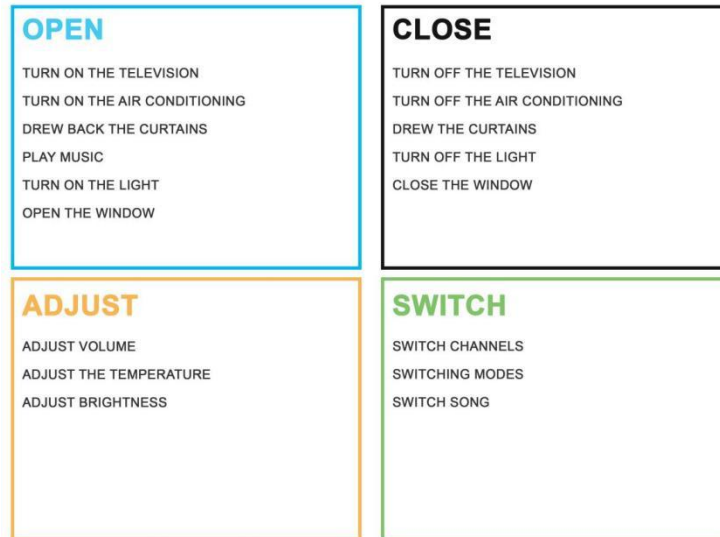 OPEN
TURN ON THE TELEVISION
TURN ON THE AIR CONDITIONING
DREW BACK THE CURTAINS
PLAY MUSIC
TURN ON THE LIGHT
OPEN THE WINDOW
CLOSE
TURN OFF THE TELEVISION
TURN OFF THE AIR CONDITIONING
DREW THE CURTAINS
TURN OFF THE LIGHT
CLOSE THE WINDOW
ADJUST
ADJUST VOLUME
ADJUST THE TEMPERATURE
ADJUST BRIGHTNESS
SWITCH
SWITCH CHANNELS
SWITCHING MODES
SWITCH SONG